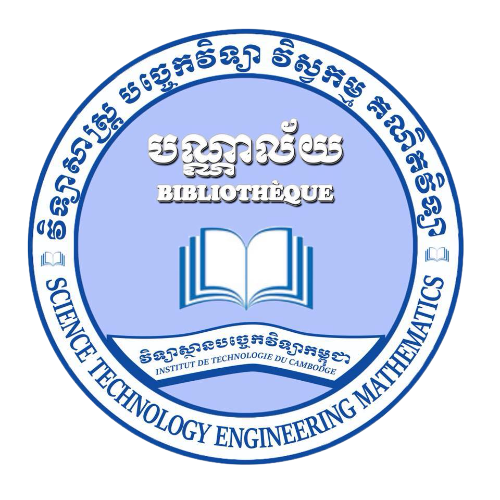 វិទ្យាសាស្ត្រ បច្ចេកវិទ្យា វិស្វកម្ម គណិតវិទ្យា
បណ្ណាល័យ
BIBLIOTHÈQUE
វិទ្យាស្ថានបច្ចេកវិទ្យាកម្ពុជា
INSTITUT DE TECHNOLOGIE DU CAMBODGE
SCIENCE TECHNOLOGY ENGINEERING MATHEMATICS